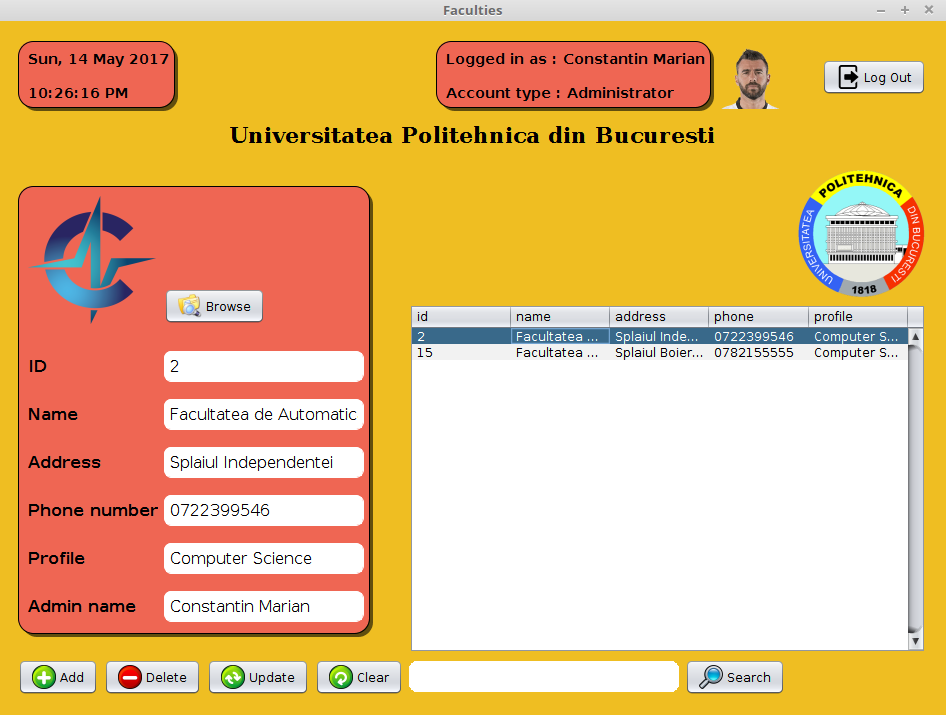 Faculties
Sun, 14 May 2017
10:26:16 PM
Logged in as : Constantin Marian
Account type : Administrator
Log Out
Universitatea Politehnica din Bucuresti
UNIVERSITATEA POLITEHNICA DIN BUCURESTI
1818
Browse
ID 2
Name Facultatea de Automatic
Address Splaiul Independentei
Phone number 0722399546
Profile Computer Science
Admin name Constantin Marian
id name address phone profile
2 Facultatea ... Splaiul Inde... 0722399546 Computer S...
15 Facultatea ... Splaiul Boier... 0782155555 Computer S...
Add Delete Update Clear Search